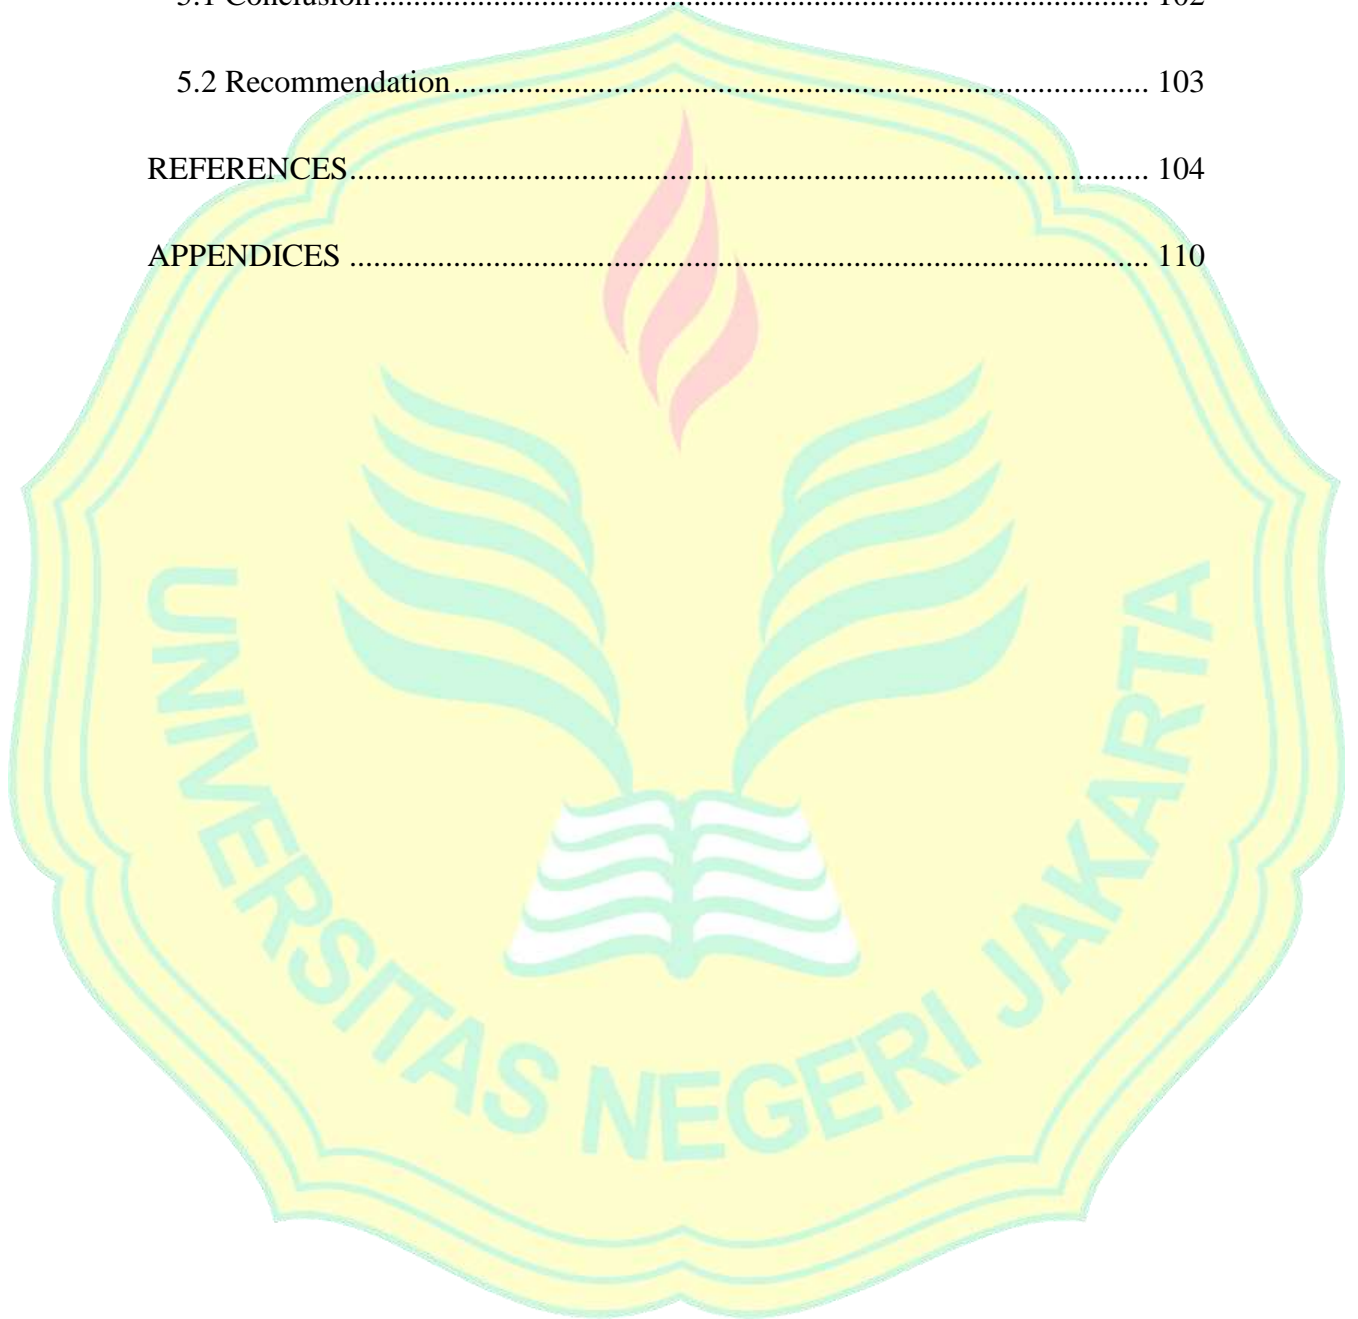 5.1 Conclusion........................................................................................ 102
5.2 Recommendation........................................................................................ 103
REFERENCES........................................................................................ 104
APPENDICES ........................................................................................ 110
UNIVERSITAS NEGERI JAKARTA